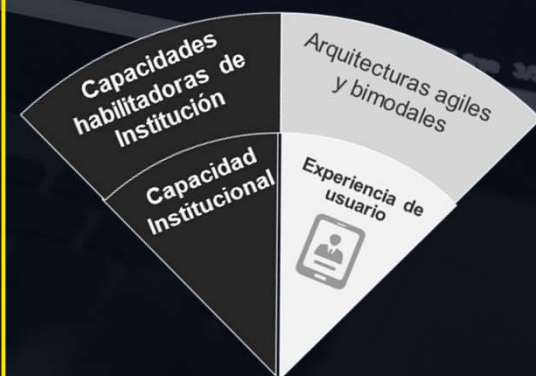 Capacidades
habilitadoras de
Institución
Arquitecturas agiles
y bimodales
Capacidad
Institucional
Experiencia de
usuario